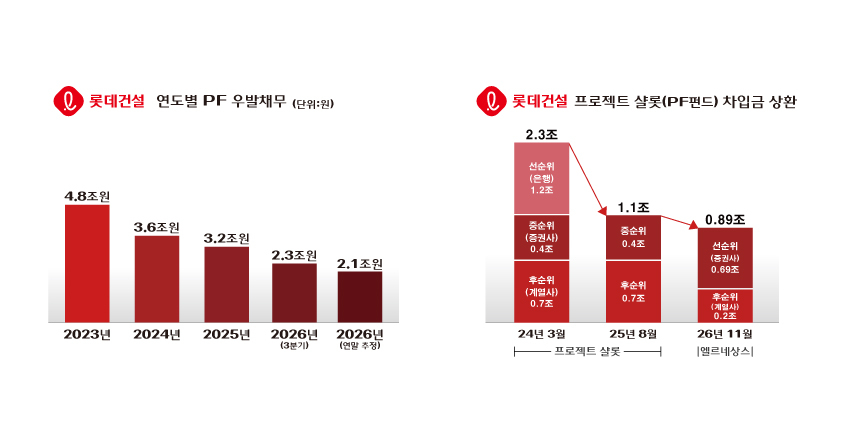 롯데건설 연도별 PF 우발채무 (단위:원)
4.8조원
3.6조원
3.2조원
2.3조원
2.1조원
2023년
2024년
2025년
2026년
(3분기)
2026년
(연말 추정)
롯데건설 프로젝트 샬롯(PF펀드) 차입금 상환
2.3조
선순위
(은행)
1.2조
중순위
(증권사)
0.4조
후순위
(계열사)
0.7조
1.1조
중순위
0.4조
후순위
0.7조
0.89조
선순위
(증권사)
0.69조
후순위
(계열사)
0.2조
24년 3월
25년 8월
26년 11월
프로젝트 샬롯
엘르네상스